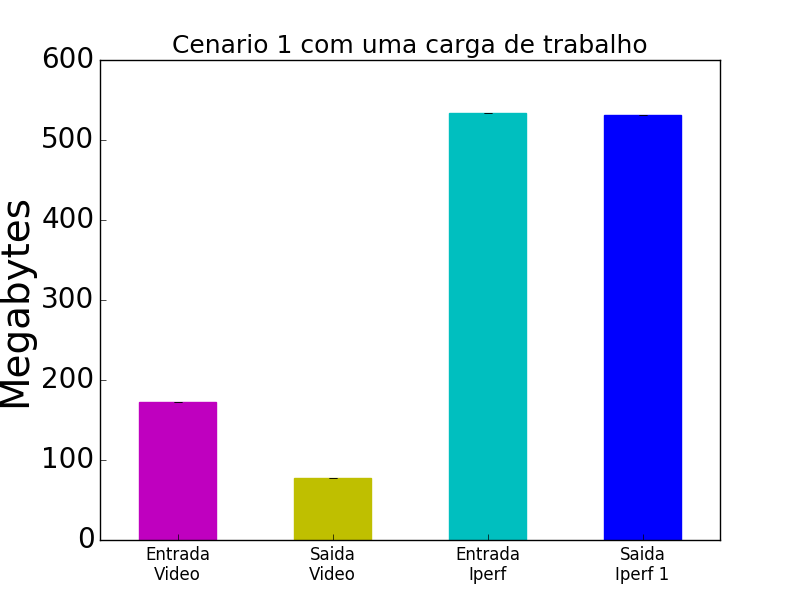 Cenario 1 com uma carga de trabalho
600
500
400
300
200
100
0
Megabytes
Entrada
Video
Saida
Video
Entrada
Iperf
Saida
Iperf 1